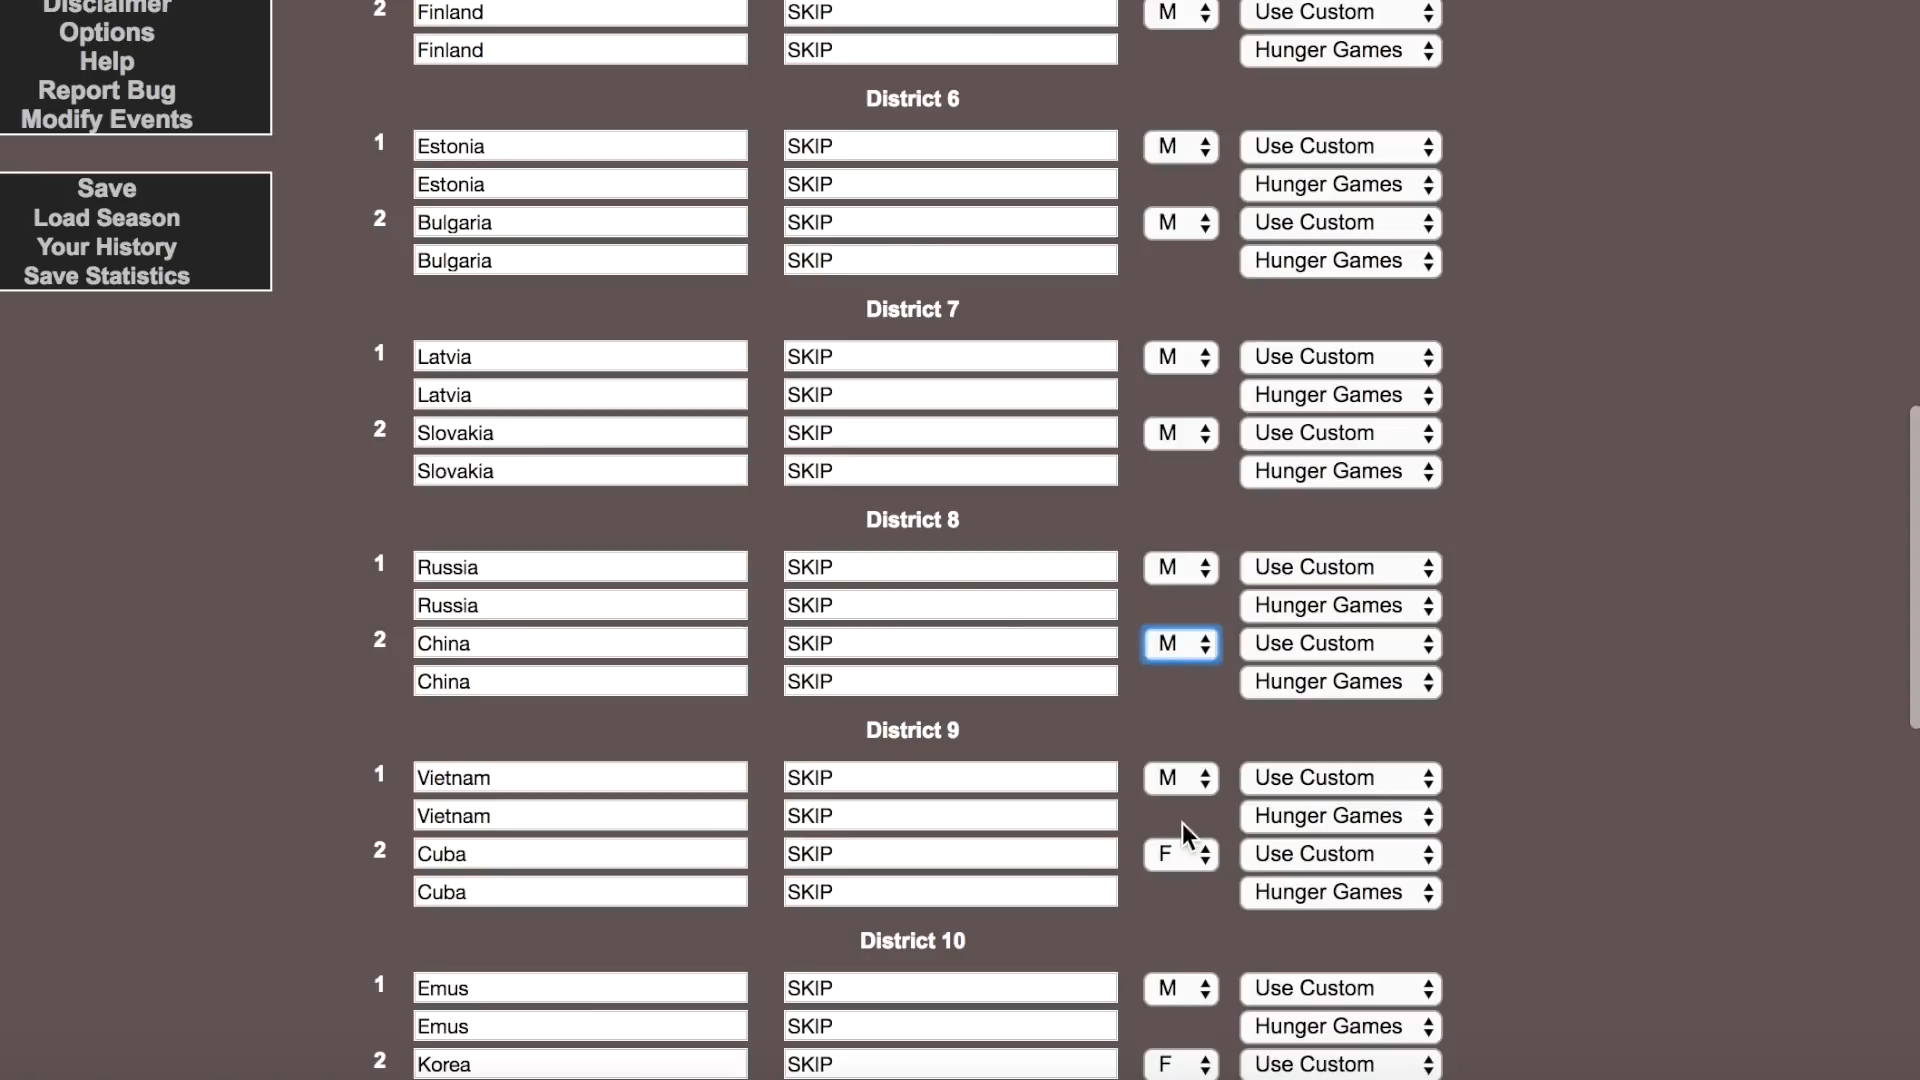 Disclaimer
Options
Help
Report Bug
Modify Events
Save
Load Season
Your History
Save Statistics
2 Finland SKIP M Use Custom
Finland SKIP Hunger Games
District 6
1 Estonia SKIP M Use Custom
Estonia SKIP Hunger Games
2 Bulgaria SKIP M Use Custom
Bulgaria SKIP Hunger Games
District 7
1 Latvia SKIP M Use Custom
Latvia SKIP Hunger Games
2 Slovakia SKIP M Use Custom
Slovakia SKIP Hunger Games
District 8
1 Russia SKIP M Use Custom
Russia SKIP Hunger Games
2 China SKIP M Use Custom
China SKIP Hunger Games
District 9
1 Vietnam SKIP M Use Custom
Vietnam SKIP Hunger Games
2 Cuba SKIP F Use Custom
Cuba SKIP Hunger Games
District 10
1 Emus SKIP M Use Custom
Emus SKIP Hunger Games
2 Korea SKIP F Use Custom